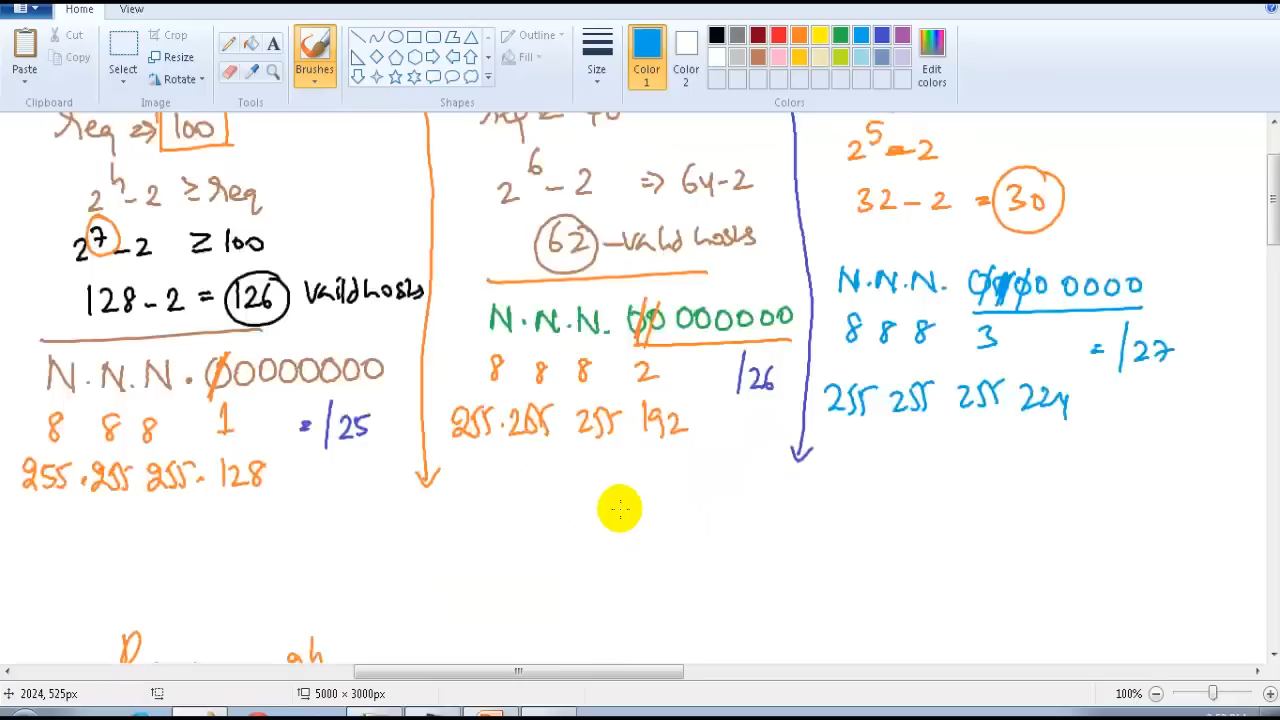 Home View
Cut
Copy
Paste
Clipboard
Crop
Resize
Rotate
Select
Image
Tools
Brushes
Shapes
Outline
Fill
Size
Color 1
Color 2
Edit colors
Colors
req ⇒ 100
2^h - 2 ≥ req
2^7 - 2 ≥ 100
128 - 2 = 126 Valid hosts
N.N.N.00000000
8 8 8 1 = /25
255.255 255.128
2^6 - 2 ⇒ 64-2
62 - valid hosts
N.N.N. 00 000000
8 8 8 2 /26
255.255 255 192
2^5 - 2
32 - 2 = 30
N.N.N. 0000 0000
8 8 8 3 = /27
255 255 255 224
2024, 525px
5000 × 3000px
100%